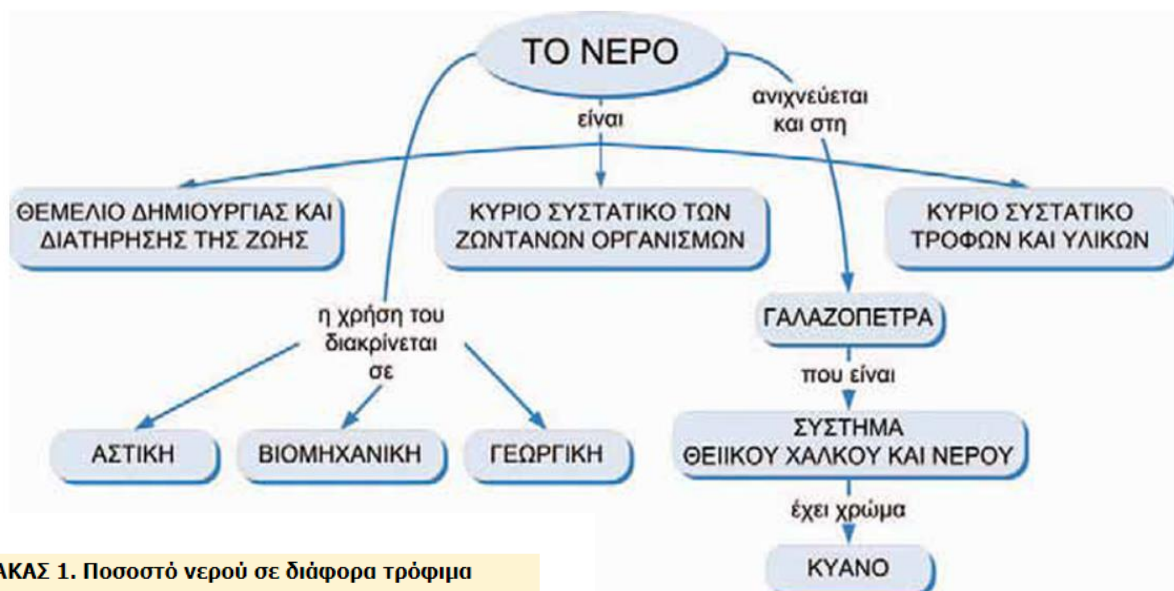 ΤΟ ΝΕΡΟ
είναι
ανιχνεύεται
και στη
ΘΕΜΕΛΙΟ ΔΗΜΙΟΥΡΓΙΑΣ ΚΑΙ
ΔΙΑΤΗΡΗΣΗΣ ΤΗΣ ΖΩΗΣ
ΚΥΡΙΟ ΣΥΣΤΑΤΙΚΟ ΤΩΝ
ΖΩΝΤΑΝΩΝ ΟΡΓΑΝΙΣΜΩΝ
ΚΥΡΙΟ ΣΥΣΤΑΤΙΚΟ
ΤΡΟΦΩΝ ΚΑΙ ΥΛΙΚΩΝ
η χρήση του
διακρίνεται
σε
ΑΣΤΙΚΗ
ΒΙΟΜΗΧΑΝΙΚΗ
ΓΕΩΡΓΙΚΗ
ΓΑΛΑΖΟΠΕΤΡΑ
που είναι
ΣΥΣΤΗΜΑ
ΘΕΙΙΚΟΥ ΧΑΛΚΟΥ ΚΑΙ ΝΕΡΟΥ
έχει χρώμα
ΚΥΑΝΟ
ΑΚΑΣ 1. Ποσοστό νερού σε διάφορα τρόφιμα